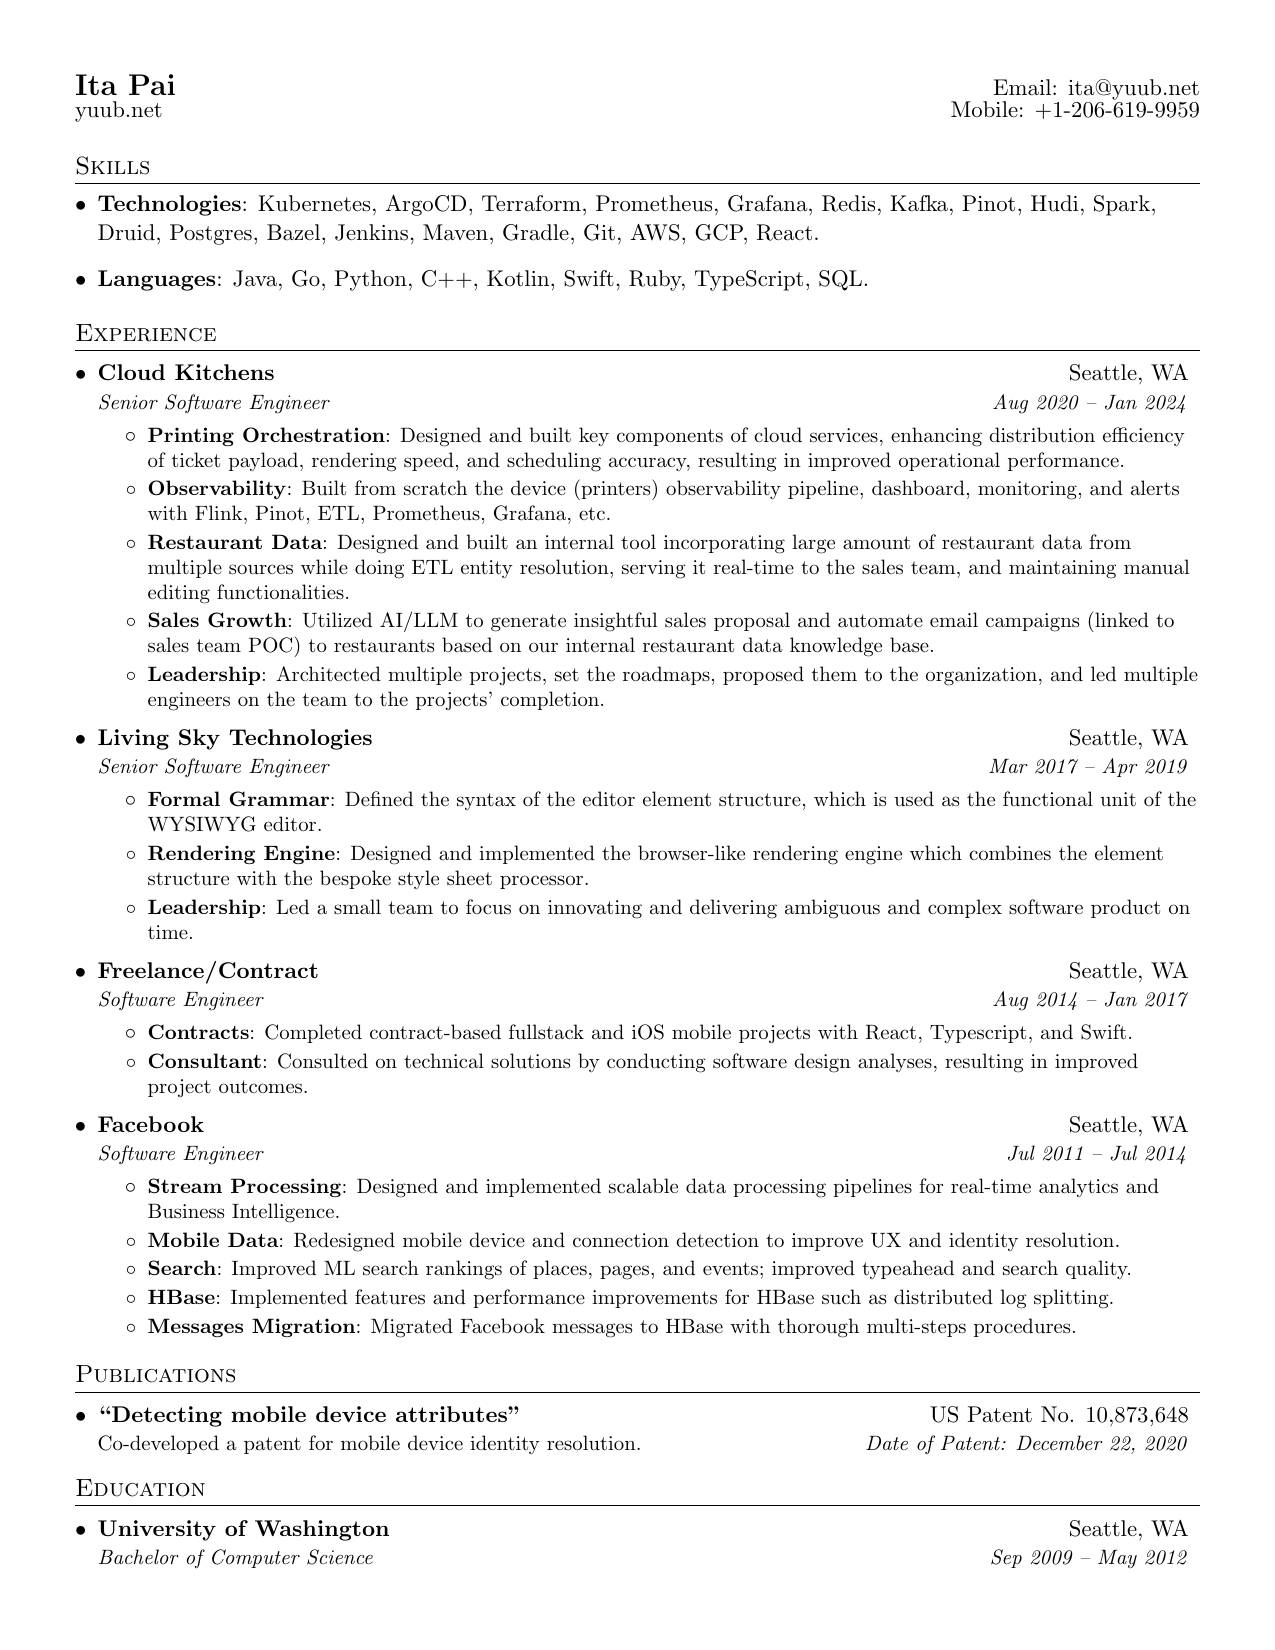 Ita Pai
Email: ita@yuub.net
yuub.net
Mobile: +1-206-619-9959
Skills
• Technologies: Kubernetes, ArgoCD, Terraform, Prometheus, Grafana, Redis, Kafka, Pinot, Hudi, Spark,
Druid, Postgres, Bazel, Jenkins, Maven, Gradle, Git, AWS, GCP, React.
• Languages: Java, Go, Python, C++, Kotlin, Swift, Ruby, TypeScript, SQL.
Experience
• Cloud Kitchens Seattle, WA
Senior Software Engineer Aug 2020 – Jan 2024
◦ Printing Orchestration: Designed and built key components of cloud services, enhancing distribution efficiency
of ticket payload, rendering speed, and scheduling accuracy, resulting in improved operational performance.
◦ Observability: Built from scratch the device (printers) observability pipeline, dashboard, monitoring, and alerts
with Flink, Pinot, ETL, Prometheus, Grafana, etc.
◦ Restaurant Data: Designed and built an internal tool incorporating large amount of restaurant data from
multiple sources while doing ETL entity resolution, serving it real-time to the sales team, and maintaining manual
editing functionalities.
◦ Sales Growth: Utilized AI/LLM to generate insightful sales proposal and automate email campaigns (linked to
sales team POC) to restaurants based on our internal restaurant data knowledge base.
◦ Leadership: Architected multiple projects, set the roadmaps, proposed them to the organization, and led multiple
engineers on the team to the projects' completion.
• Living Sky Technologies Seattle, WA
Senior Software Engineer Mar 2017 – Apr 2019
◦ Formal Grammar: Defined the syntax of the editor element structure, which is used as the functional unit of the
WYSIWYG editor.
◦ Rendering Engine: Designed and implemented the browser-like rendering engine which combines the element
structure with the bespoke style sheet processor.
◦ Leadership: Led a small team to focus on innovating and delivering ambiguous and complex software product on
time.
• Freelance/Contract Seattle, WA
Software Engineer Aug 2014 – Jan 2017
◦ Contracts: Completed contract-based fullstack and iOS mobile projects with React, Typescript, and Swift.
◦ Consultant: Consulted on technical solutions by conducting software design analyses, resulting in improved
project outcomes.
• Facebook Seattle, WA
Software Engineer Jul 2011 – Jul 2014
◦ Stream Processing: Designed and implemented scalable data processing pipelines for real-time analytics and
Business Intelligence.
◦ Mobile Data: Redesigned mobile device and connection detection to improve UX and identity resolution.
◦ Search: Improved ML search rankings of places, pages, and events; improved typeahead and search quality.
◦ HBase: Implemented features and performance improvements for HBase such as distributed log splitting.
◦ Messages Migration: Migrated Facebook messages to HBase with thorough multi-steps procedures.
Publications
• “Detecting mobile device attributes” US Patent No. 10,873,648
Co-developed a patent for mobile device identity resolution. Date of Patent: December 22, 2020
Education
• University of Washington Seattle, WA
Bachelor of Computer Science Sep 2009 – May 2012